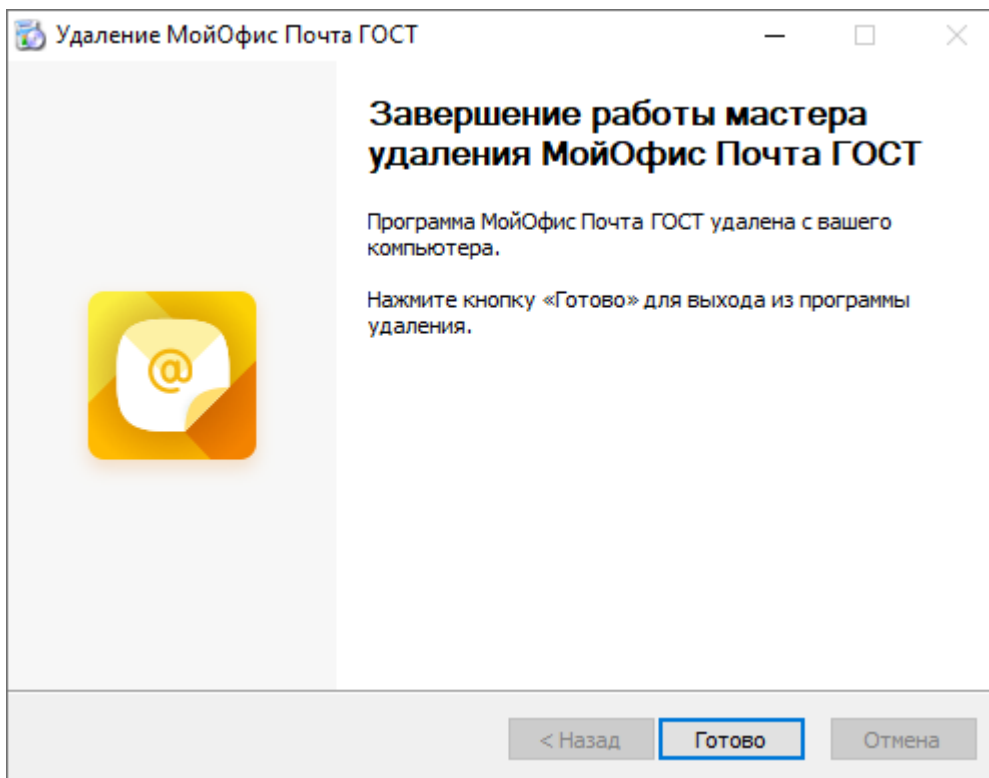 Удаление МойОфис Почта ГОСТ
Завершение работы мастера
удаления МойОфис Почта ГОСТ
Программа МойОфис Почта ГОСТ удалена с вашего
компьютера.
Нажмите кнопку «Готово» для выхода из программы
удаления.
@
< Назад
Готово
Отмена